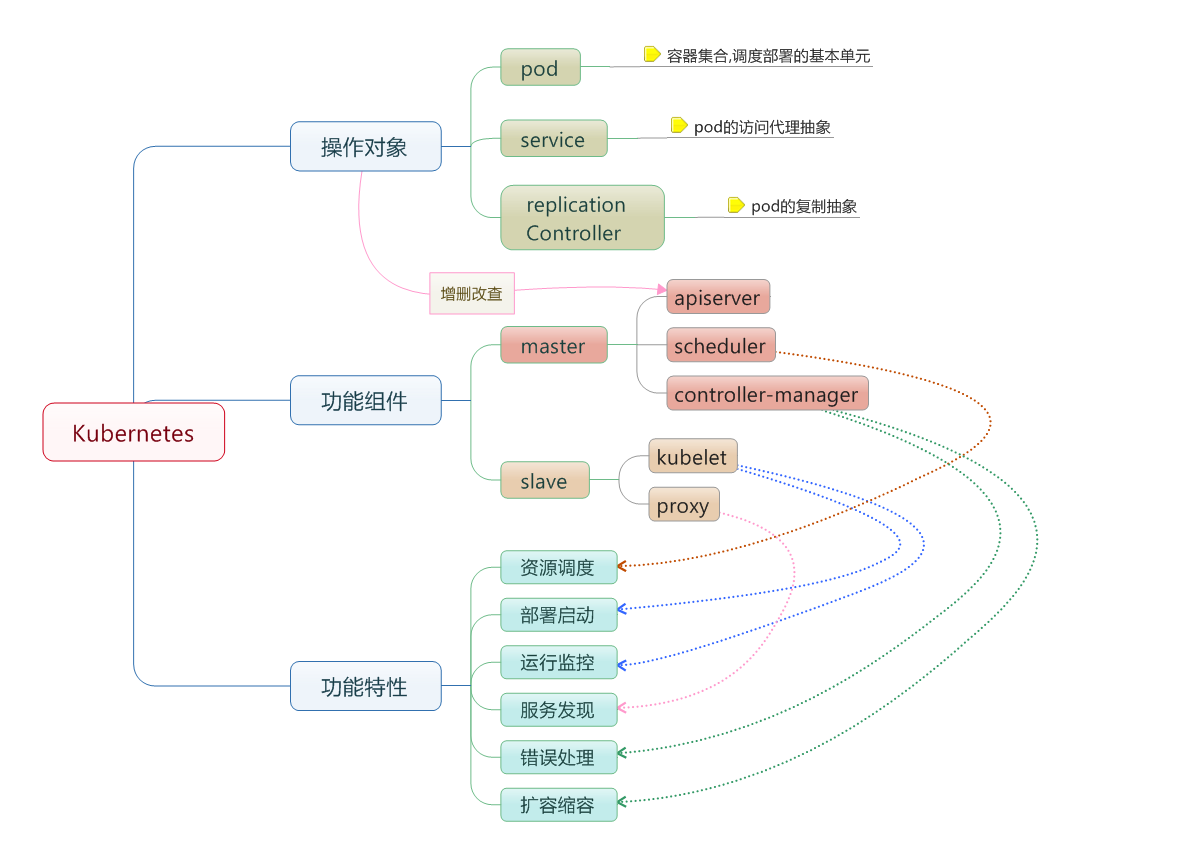 Kubernetes
操作对象
pod
容器集合,调度部署的基本单元
service
pod的访问代理抽象
replication
Controller
pod的复制抽象
增删改查
功能组件
master
apiserver
scheduler
controller-manager
slave
kubelet
proxy
功能特性
资源调度
部署启动
运行监控
服务发现
错误处理
扩容缩容